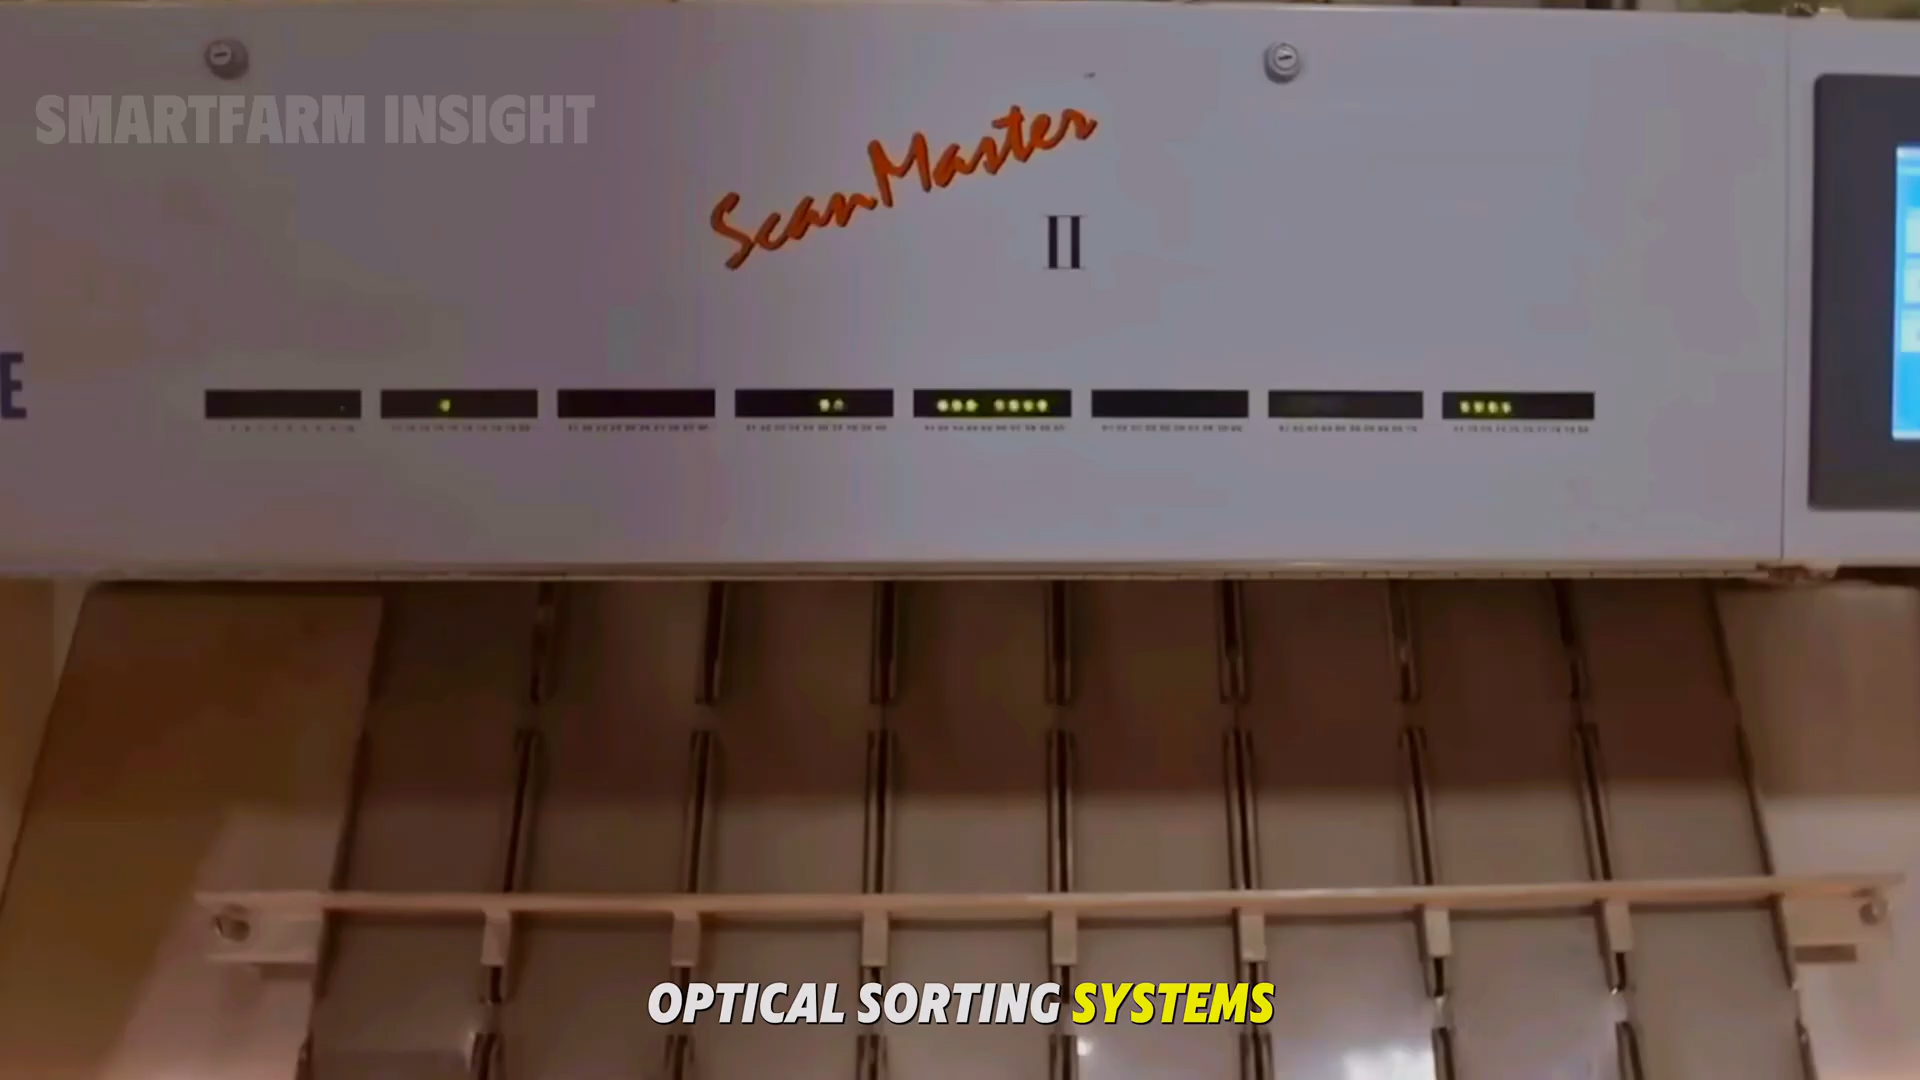 SMARTFARM INSIGHT
ScanMaster
II
E
OPTICAL SORTING SYSTEMS